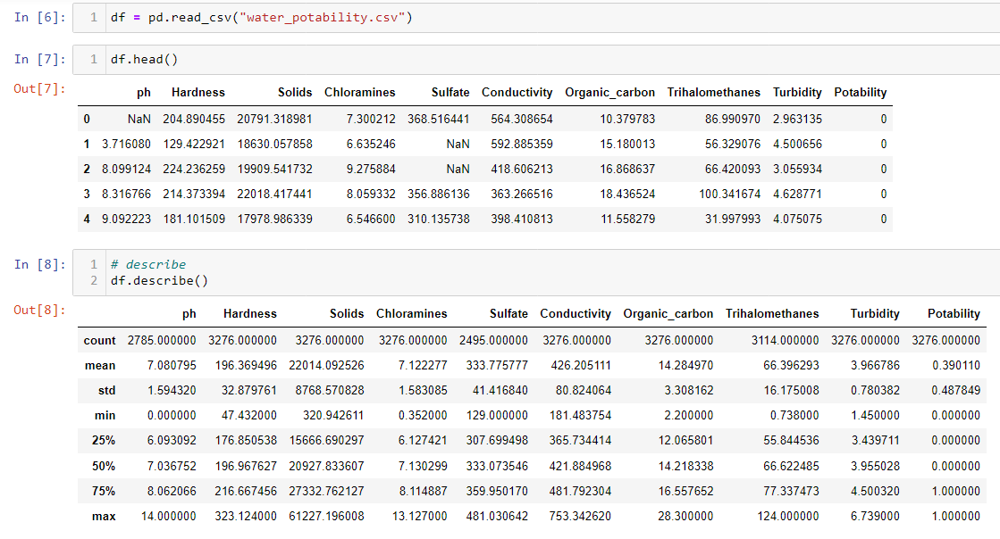 In [6]: 1 df = pd.read_csv("water_potability.csv")
In [7]: 1 df.head()
Out[7]:
ph Hardness Solids Chloramines Sulfate Conductivity Organic_carbon Trihalomethanes Turbidity Potability
0 NaN 204.890455 20791.318981 7.300212 368.516441 564.308654 10.379783 86.990970 2.963135 0
1 3.716080 129.422921 18630.057858 6.635246 NaN 592.885359 15.180013 56.329076 4.500656 0
2 8.099124 224.236259 19909.541732 9.275884 NaN 418.606213 16.868637 66.420093 3.055934 0
3 8.316766 214.373394 22018.417441 8.059332 356.886136 363.266516 18.436524 100.341674 4.628771 0
4 9.092223 181.101509 17978.986339 6.546600 310.135738 398.410813 11.558279 31.997993 4.075075 0
In [8]: 1 # describe
2 df.describe()
Out[8]:
ph Hardness Solids Chloramines Sulfate Conductivity Organic_carbon Trihalomethanes Turbidity Potability
count 2785.000000 3276.000000 3276.000000 3276.000000 2495.000000 3276.000000 3276.000000 3114.000000 3276.000000 3276.000000
mean 7.080795 196.369496 22014.092526 7.122277 333.775777 426.205111 14.284970 66.396293 3.966786 0.390110
std 1.594320 32.879761 8768.570828 1.583085 41.416840 80.824064 3.308162 16.175008 0.780382 0.487849
min 0.000000 47.432000 320.942611 0.352000 129.000000 181.483754 2.200000 0.738000 1.450000 0.000000
25% 6.093092 176.850538 15666.690297 6.127421 307.699498 365.734414 12.065801 55.844536 3.439711 0.000000
50% 7.036752 196.967627 20927.833607 7.130299 333.073546 421.884968 14.218338 66.622485 3.955028 0.000000
75% 8.062066 216.667456 27332.762127 8.114887 359.950170 481.792304 16.557652 77.337473 4.500320 1.000000
max 14.000000 323.124000 61227.196008 13.127000 481.030642 753.342620 28.300000 124.000000 6.739000 1.000000